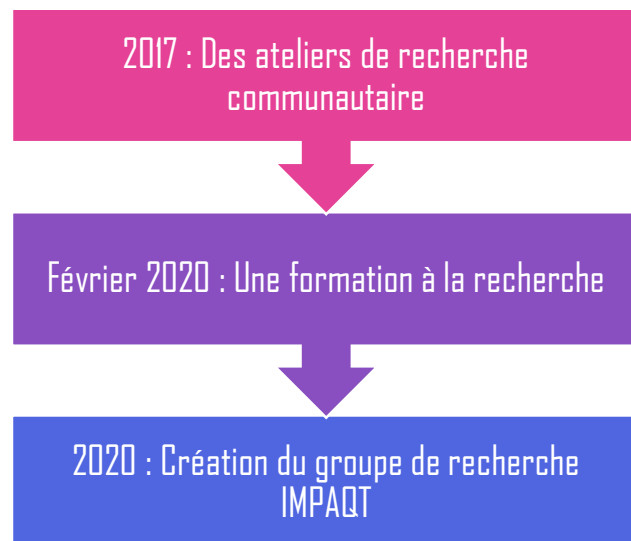 2017 : Des ateliers de recherche
communautaire
Février 2020 : Une formation à la recherche
2020 : Création du groupe de recherche
IMPAQT